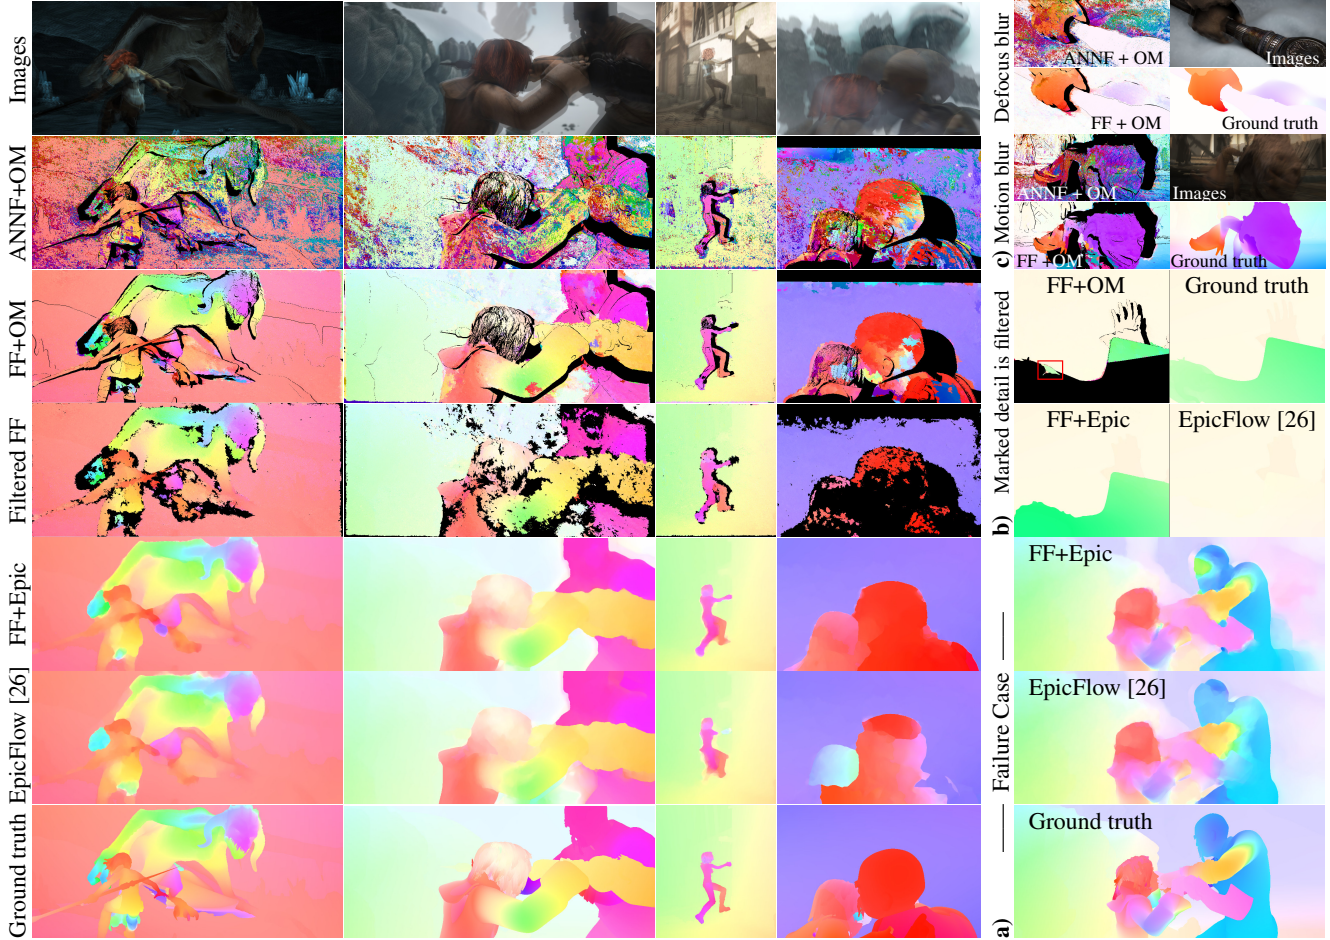 Images
ANNF+OM
FF+OM
Filtered FF
FF+Epic
EpicFlow [26]
Ground truth
Defocus blur
ANNF + OM
Images
FF + OM
Ground truth
c) Motion blur
ANNF + OM
Images
FF +OM
Ground truth
b) Marked detail is filtered
FF+OM
Ground truth
FF+Epic
EpicFlow [26]
a) Failure Case
FF+Epic
EpicFlow [26]
Ground truth